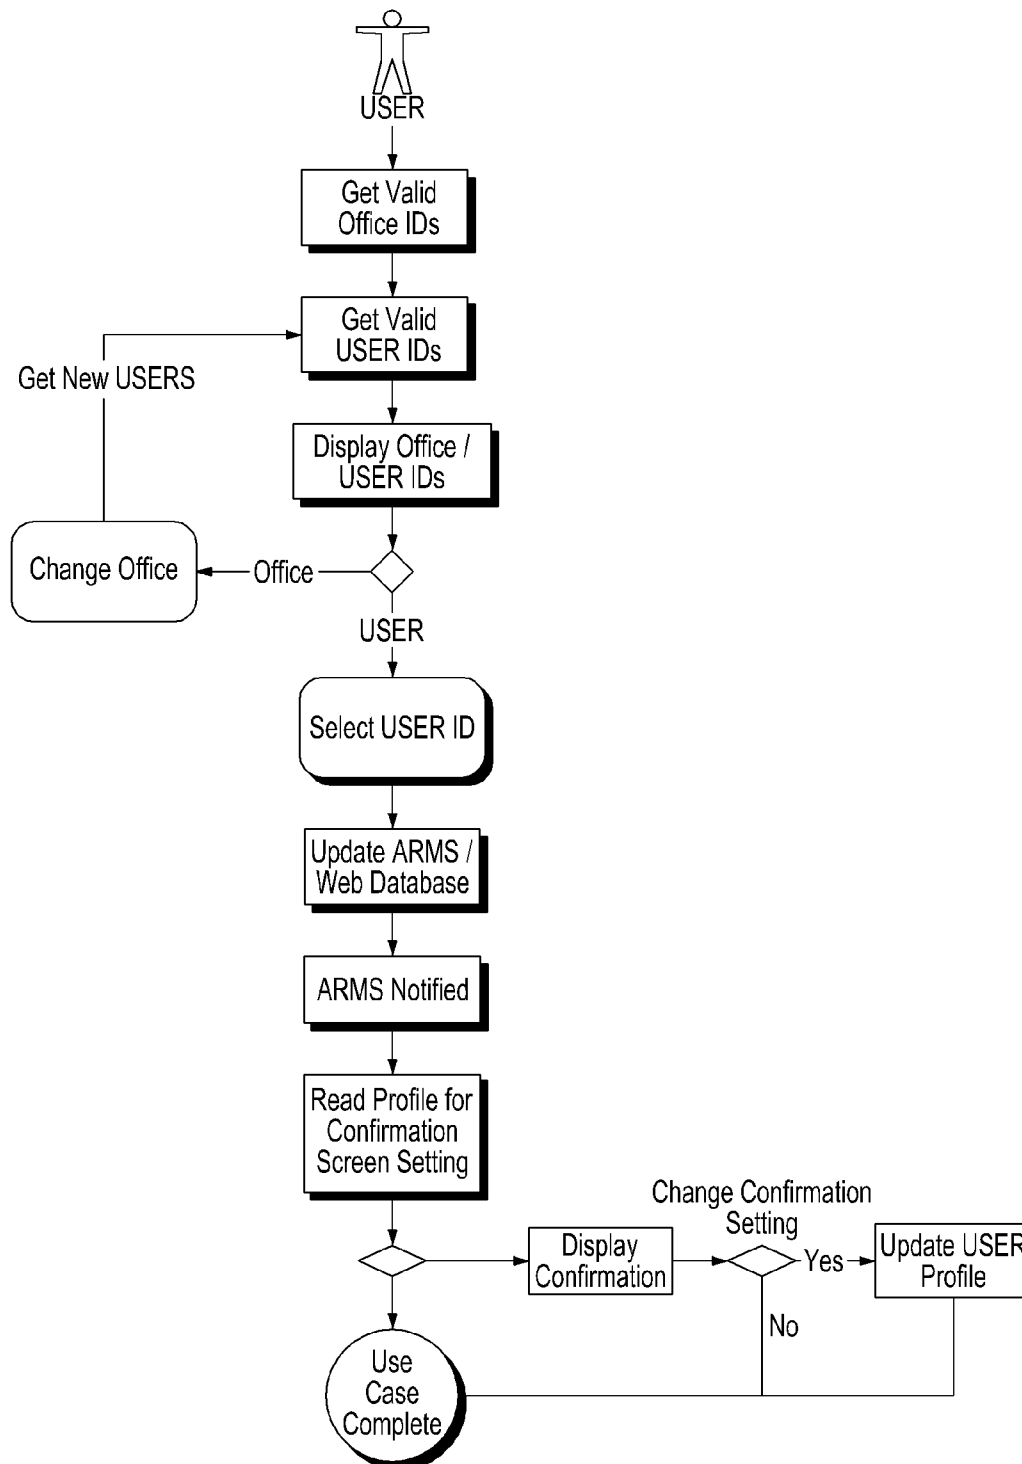 USER
Get Valid
Office IDs
Get Valid
USER IDs
Get New USERS
Display Office /
USER IDs
Change Office
Office
USER
Select USER ID
Update ARMS /
Web Database
ARMS Notified
Read Profile for
Confirmation
Screen Setting
Change Confirmation
Setting
Display
Confirmation
Yes
Update USER
Profile
No
Use
Case
Complete